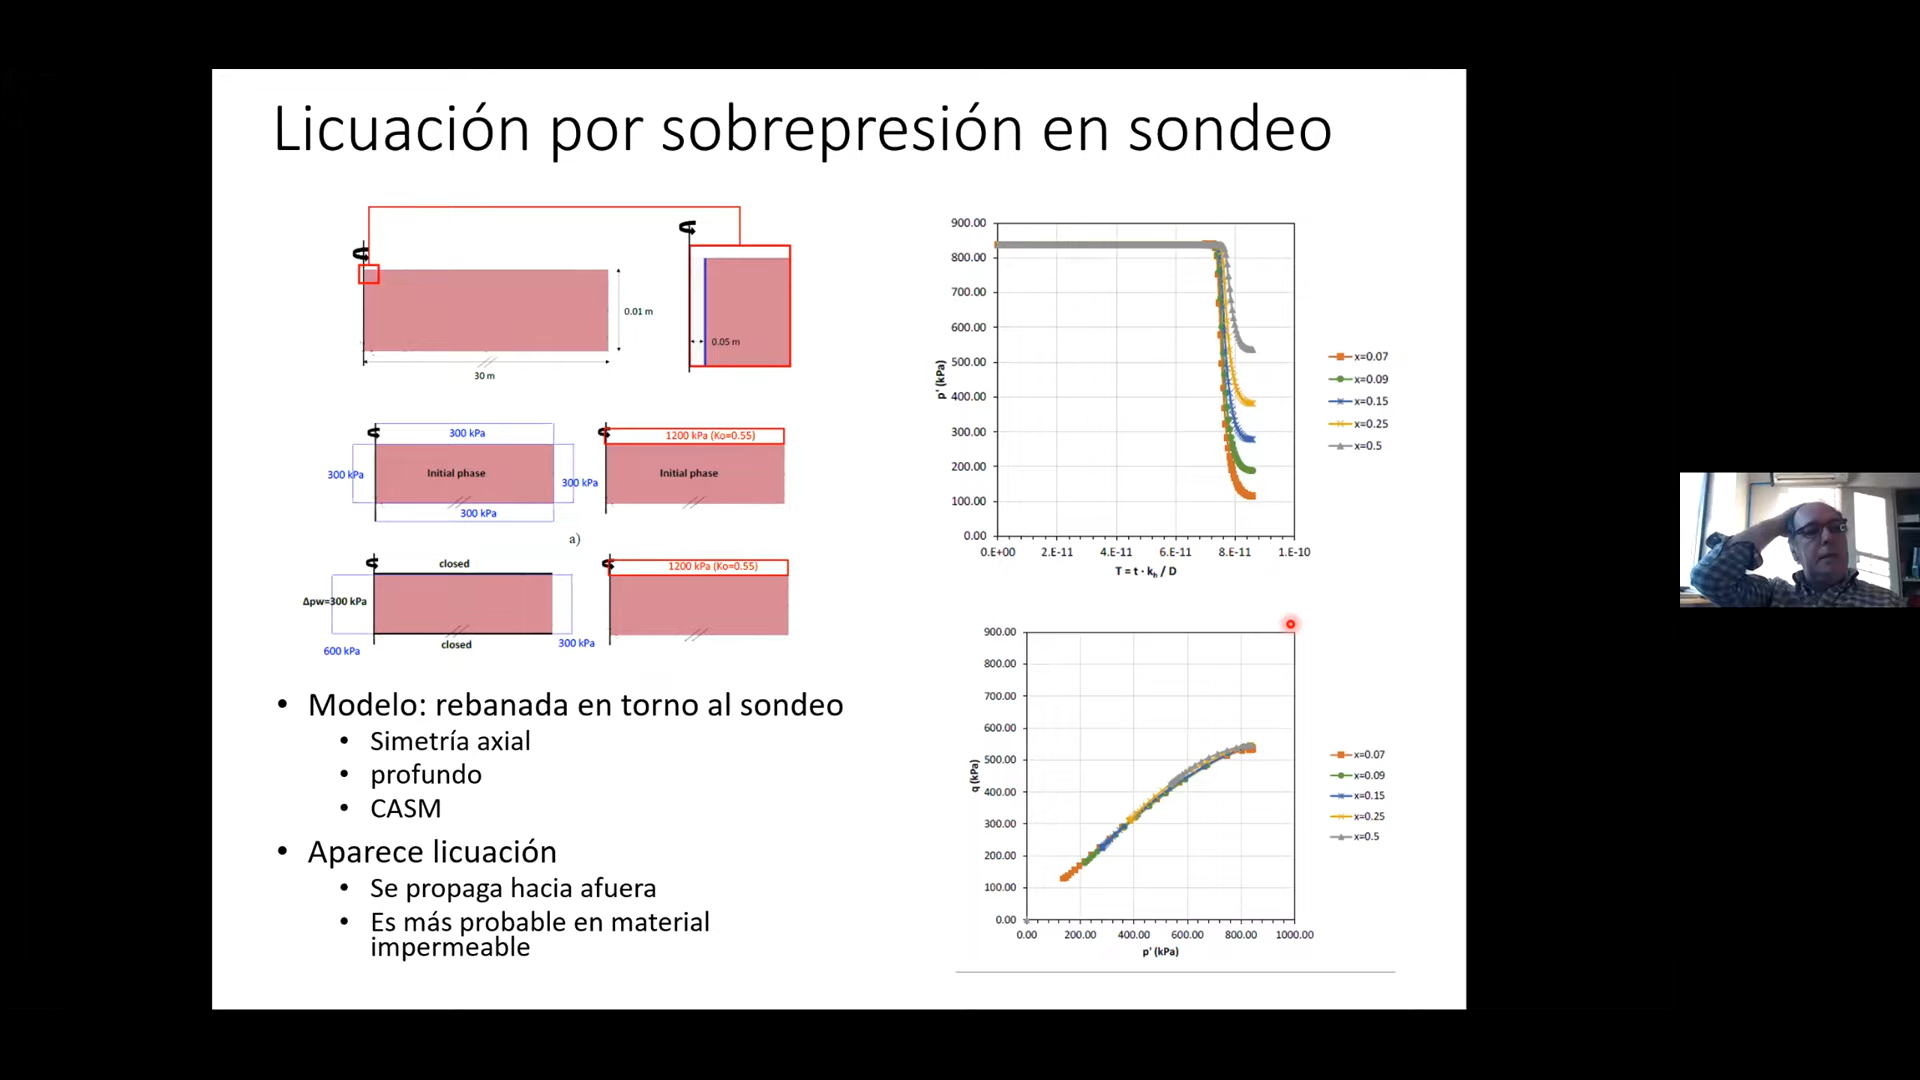 Licuación por sobrepresión en sondeo
0.01 m
0.05 m
30 m
300 kPa
300 kPa
Initial phase
300 kPa
300 kPa
1200 kPa (Ko=0.55)
Initial phase
a)
closed
Δpw=300 kPa
600 kPa
closed
300 kPa
1200 kPa (Ko=0.55)
• Modelo: rebanada en torno al sondeo
• Simetría axial
• profundo
• CASM
• Aparece licuación
• Se propaga hacia afuera
• Es más probable en material
impermeable
900.00
800.00
700.00
600.00
500.00
400.00
300.00
200.00
100.00
0.00
p' (kPa)
0.E+00 2.E-11 4.E-11 6.E-11 8.E-11 1.E-10
T = t · kh / D
x=0.07
x=0.09
x=0.15
x=0.25
x=0.5
900.00
800.00
700.00
600.00
500.00
400.00
300.00
200.00
100.00
0.00
q (kPa)
0.00 200.00 400.00 600.00 800.00 1000.00
p' (kPa)
x=0.07
x=0.09
x=0.15
x=0.25
x=0.5